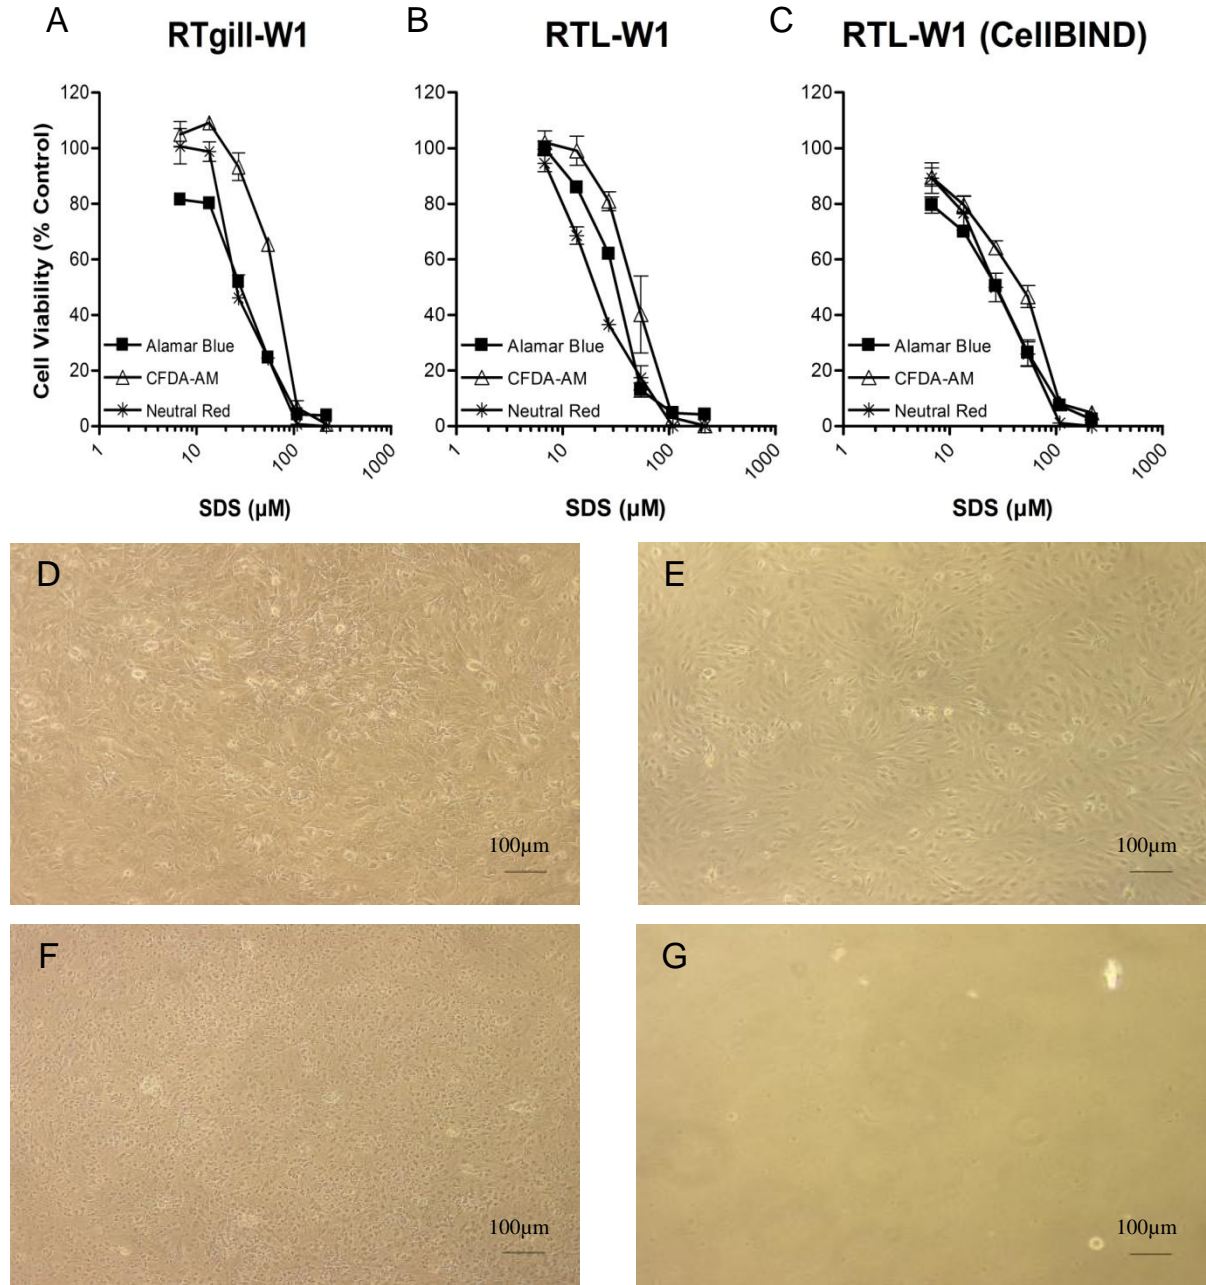 A RTgill-W1
B RTL-W1
C RTL-W1 (CellBIND)
Cell Viability (% Control)
120
100
80
60
40
20
0
Alamar Blue
CFDA-AM
Neutral Red
1 10 100 1000
SDS (µM)
120
100
80
60
40
20
0
Alamar Blue
CFDA-AM
Neutral Red
1 10 100 1000
SDS (µM)
120
100
80
60
40
20
0
Alamar Blue
CFDA-AM
Neutral Red
1 10 100 1000
SDS (µM)
D
100µm
E
100µm
F
100µm
G
100µm